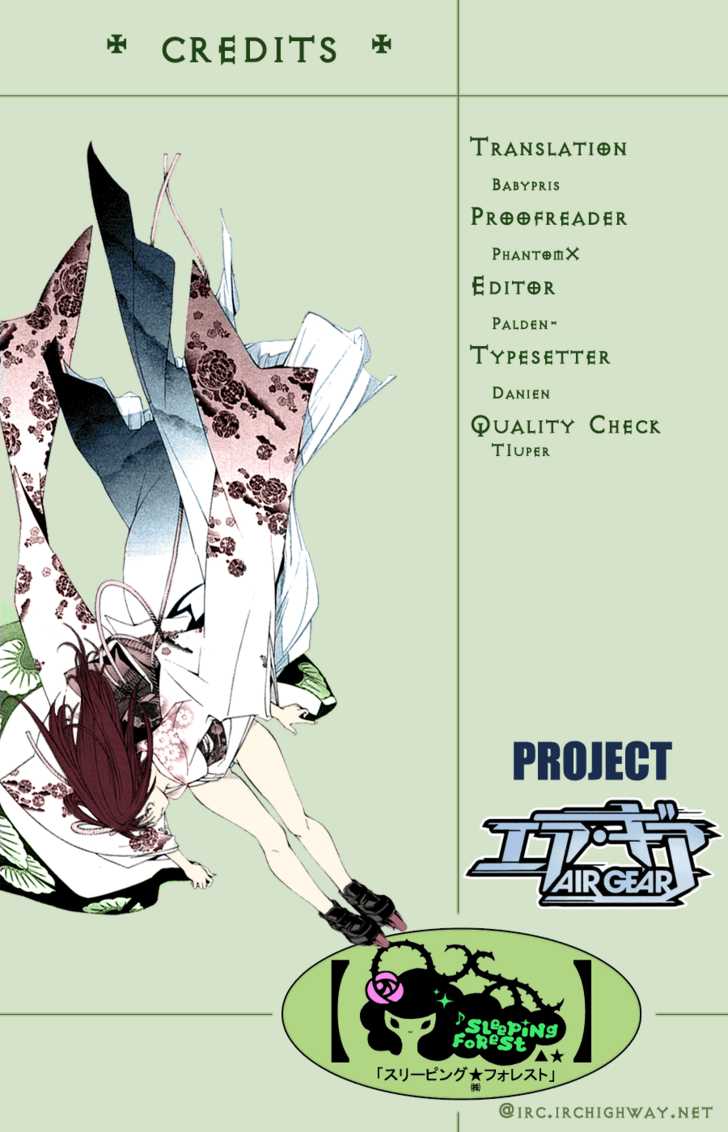 ✠ CREDITS ✠
TRANSLATION
BABYPRIS
PROOFREADER
PHANTOMX
EDITOR
PALDEN-
TYPESETTER
DANIEN
QUALITY CHECK
TIUPER
PROJECT
エア・ギア
AIR GEAR
♪SLeePiNg
FoReSt
▲★
「スリーピング★フォレスト」
㈱
@IRC.IRCHIGHWAY.NET